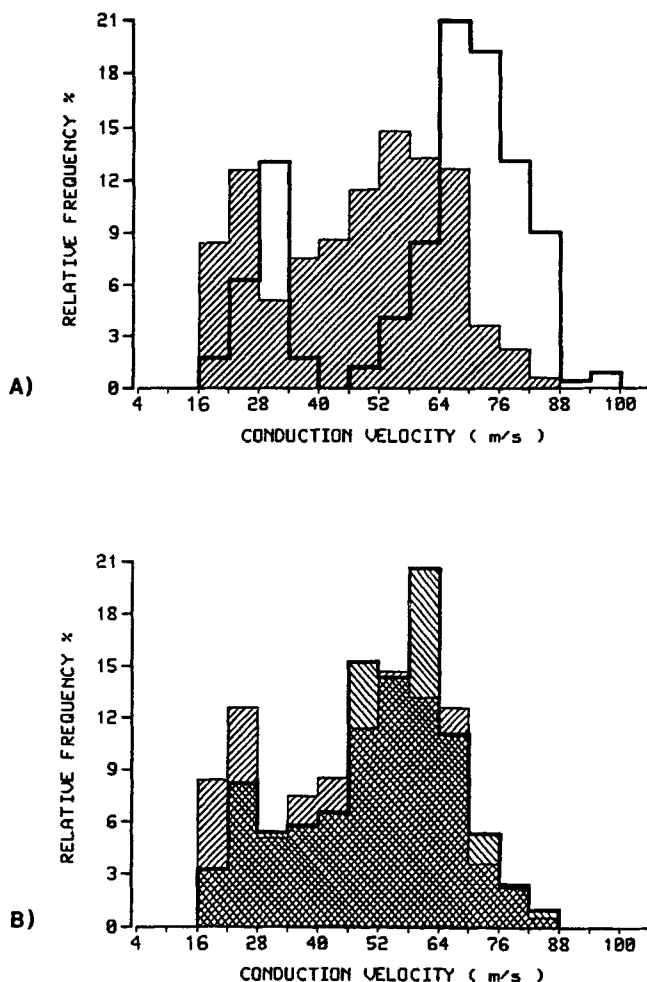 21
18
15
12
9
6
3
0
RELATIVE FREQUENCY %
A)
4 16 28 40 52 64 76 88 100
CONDUCTION VELOCITY ( m/s )
21
18
15
12
9
6
3
0
RELATIVE FREQUENCY %
B)
4 16 28 40 52 64 76 88 100
CONDUCTION VELOCITY ( m/s )